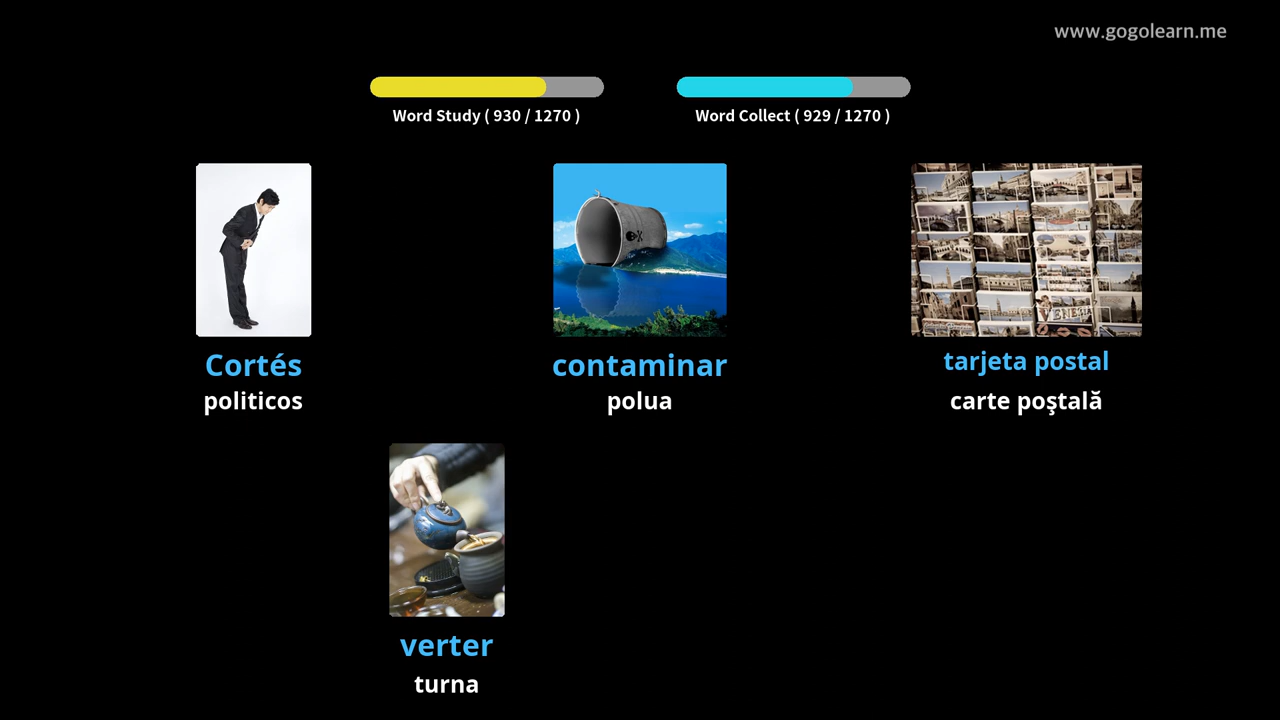 www.gogolearn.me
Word Study ( 930 / 1270 )
Word Collect ( 929 / 1270 )
Cortés
politicos
contaminar
polua
tarjeta postal
carte poştală
verter
turna